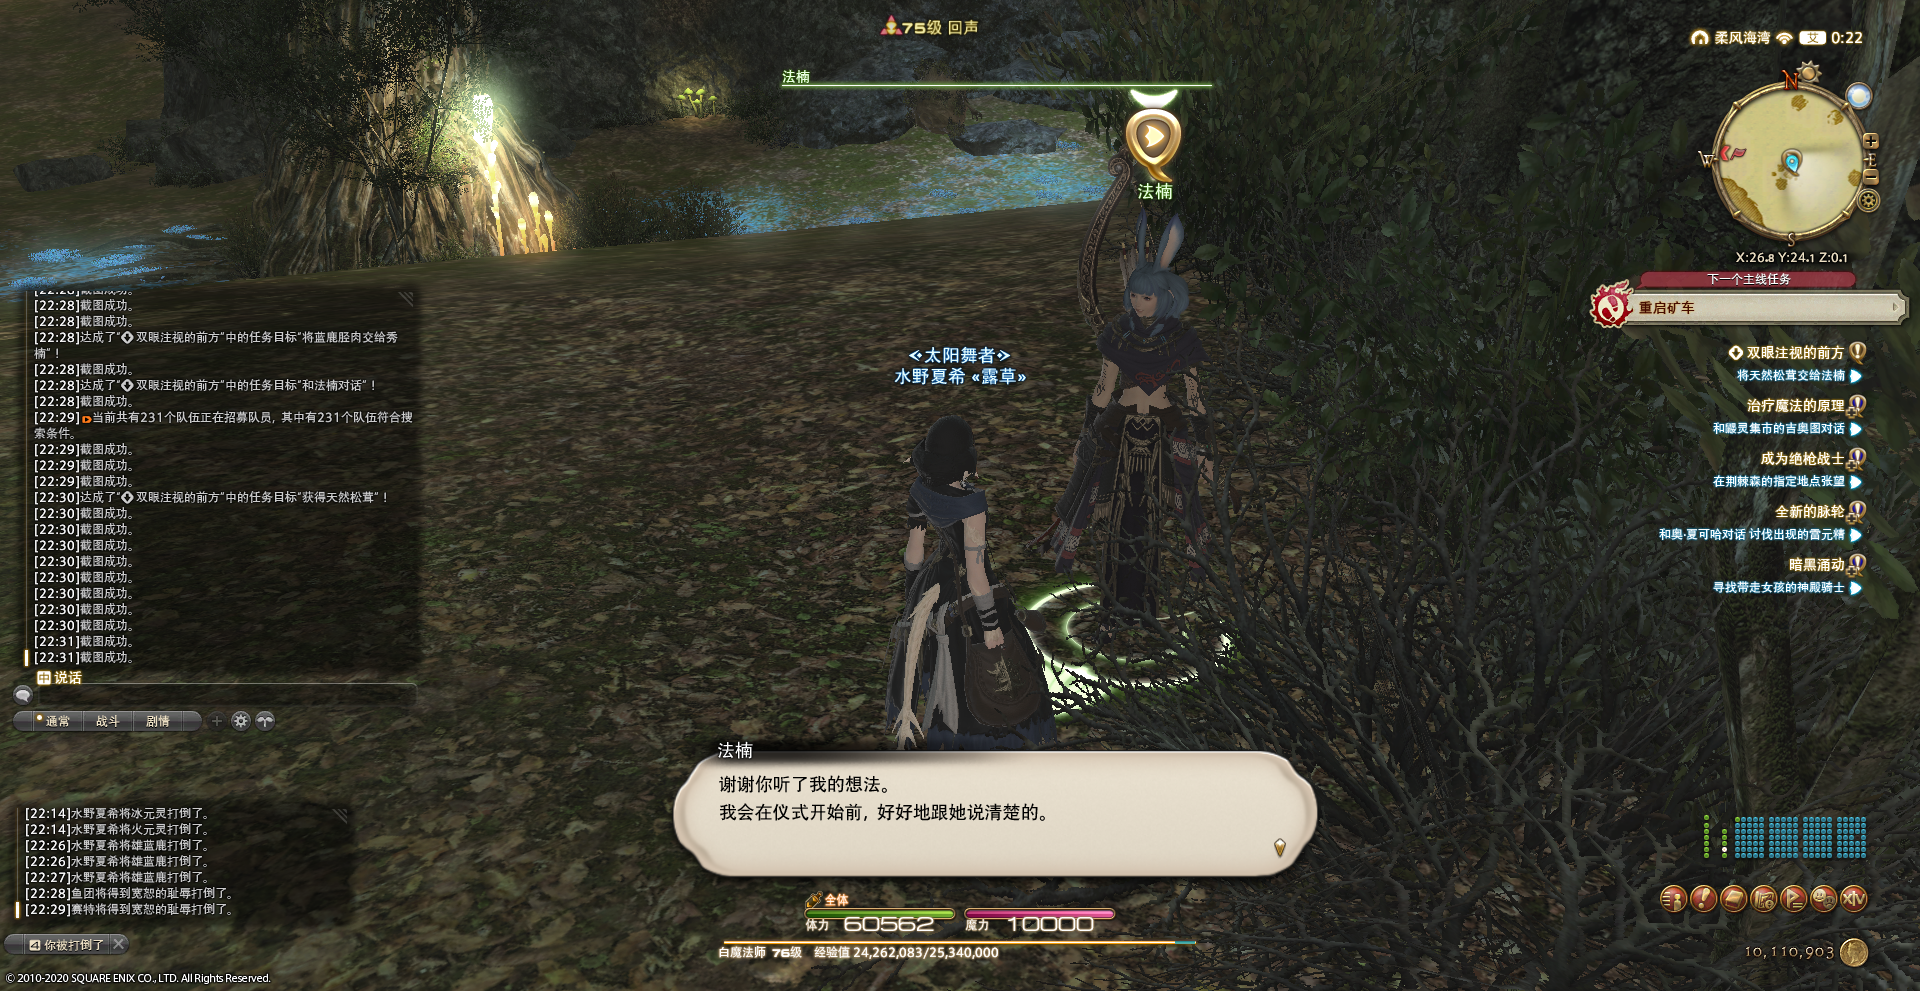 75级 回声
柔风海湾 艾 0:22
法楠
法楠
N
W
E
S
X:26.8 Y:24.1 Z:0.1
下一个主线任务
重启矿车
双眼注视的前方
将天然松茸交给法楠
治疗魔法的原理
和鼹灵集市的吉奥图对话
成为绝枪战士
在荆棘森的指定地点张望
全新的脉轮
和奥·夏可哈对话 讨伐出现的雷元精
暗黑涌动
寻找带走女孩的神殿骑士
[22:28]截图成功。
[22:28]截图成功。
[22:28]截图成功。
[22:28]达成了“双眼注视的前方”中的任务目标“将蓝鹿胫肉交给秀
楠”！
[22:28]截图成功。
[22:28]达成了“双眼注视的前方”中的任务目标“和法楠对话”！
[22:28]截图成功。
[22:29]当前共有231个队伍正在招募队员, 其中有231个队伍符合搜
索条件。
[22:29]截图成功。
[22:29]截图成功。
[22:29]截图成功。
[22:30]达成了“双眼注视的前方”中的任务目标“获得天然松茸”！
[22:30]截图成功。
[22:30]截图成功。
[22:30]截图成功。
[22:30]截图成功。
[22:30]截图成功。
[22:30]截图成功。
[22:30]截图成功。
[22:30]截图成功。
[22:31]截图成功。
[22:31]截图成功。
说话
通常 战斗 剧情
太阳舞者
水野夏希 «露草»
法楠
谢谢你听了我的想法。
我会在仪式开始前, 好好地跟她说清楚的。
[22:14]水野夏希将冰元灵打倒了。
[22:14]水野夏希将火元灵打倒了。
[22:26]水野夏希将雄蓝鹿打倒了。
[22:26]水野夏希将雄蓝鹿打倒了。
[22:27]水野夏希将雄蓝鹿打倒了。
[22:28]鱼团将得到宽恕的耻辱打倒了。
[22:29]赛特将得到宽恕的耻辱打倒了。
4 你被打倒了
全体
体力 60562 魔力 10000
白魔法师 76级 经验值 24,262,083/25,340,000
XIV
10,110,903
© 2010-2020 SQUARE ENIX CO., LTD. All Rights Reserved.